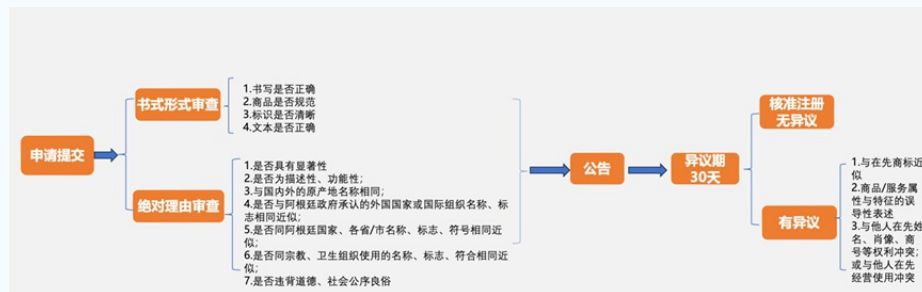 申请提交
书式形式审查
1.书写是否正确
2.商品是否规范
3.标识是否清晰
4.文本是否正确
绝对理由审查
1.是否具有显著性
2.是否为描述性、功能性;
3.与国内外的原产地名称相同;
4.是否与阿根廷政府承认的外国国家或国际组织名称、标
志相同近似;
5.是否同阿根廷国家、各省/市名称、标志、符号相同近
似;
6.是否同宗教、卫生组织使用的名称、标志、符合相同近
似;
7.是否违背道德、社会公序良俗
公告
异议期
30天
核准注册
无异议
有异议
1.与在先商标近
似
2.商品/服务属
性与特征的误
导性表述
3.与他人在先姓
名、肖像、商
号等权利冲突;
或与他人在先
经营使用冲突